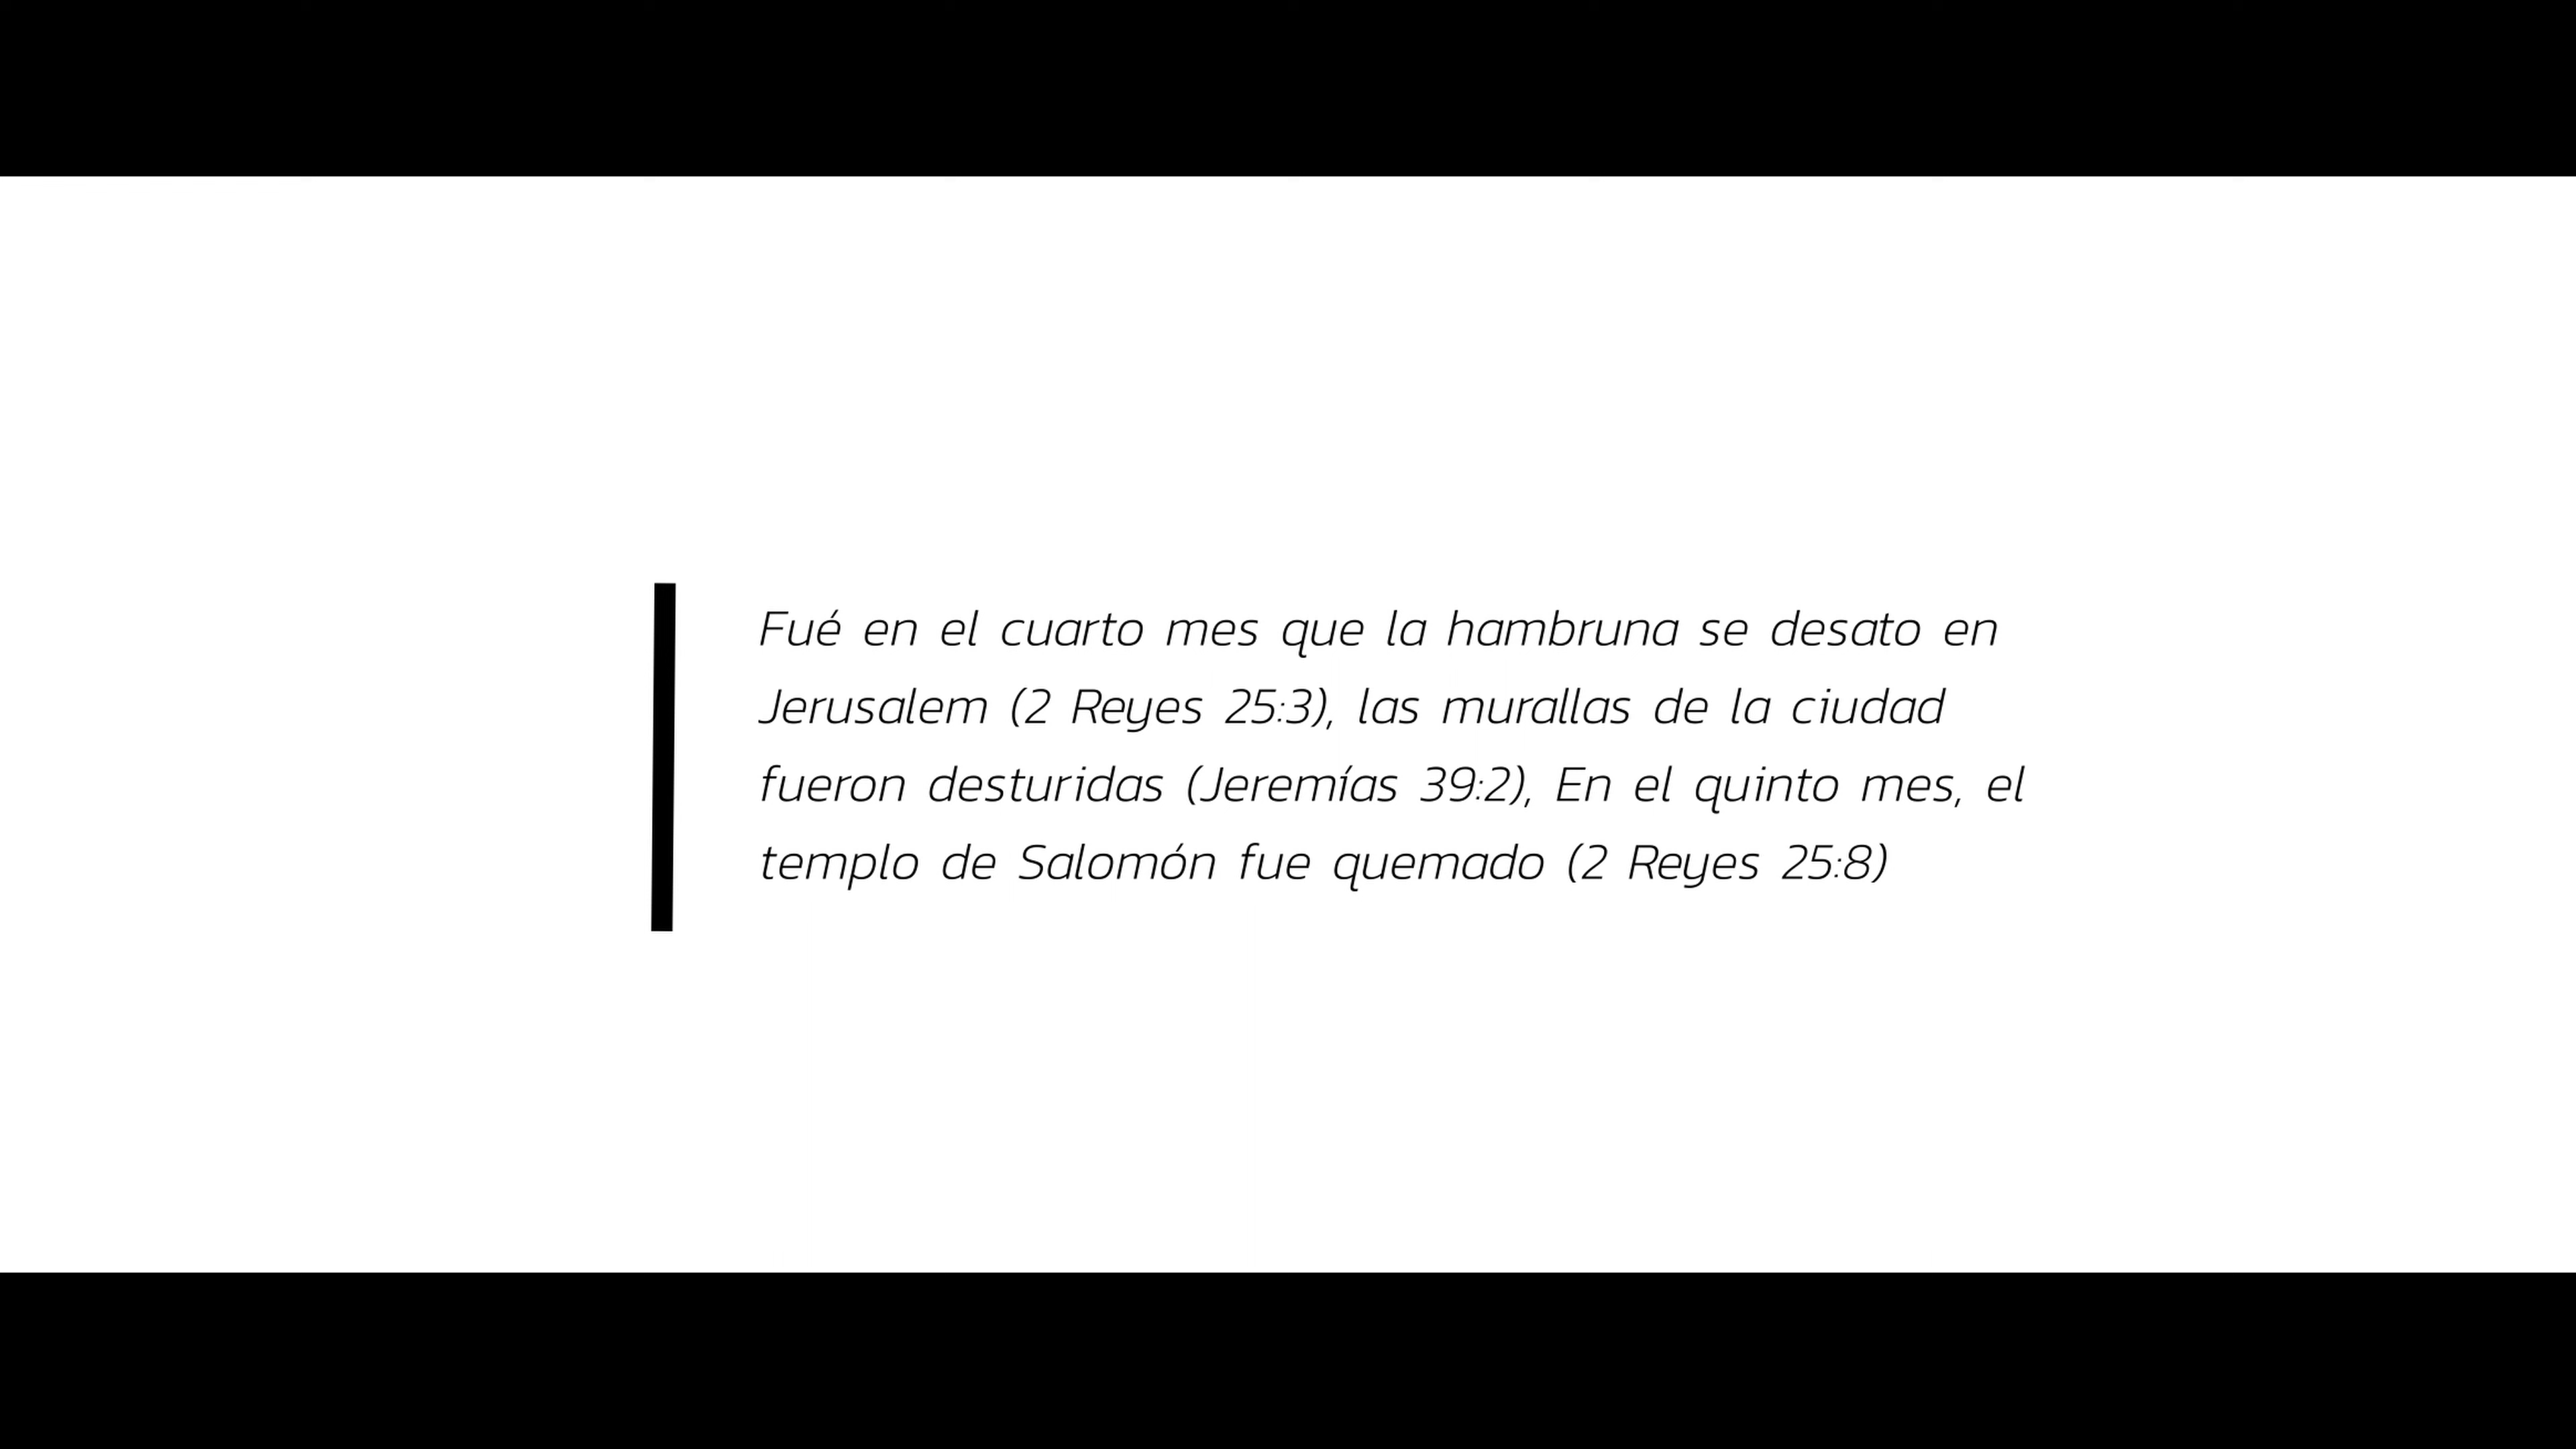 Fué en el cuarto mes que la hambruna se desato en
Jerusalem (2 Reyes 25:3), las murallas de la ciudad
fueron desturidas (Jeremías 39:2), En el quinto mes, el
templo de Salomón fue quemado (2 Reyes 25:8)